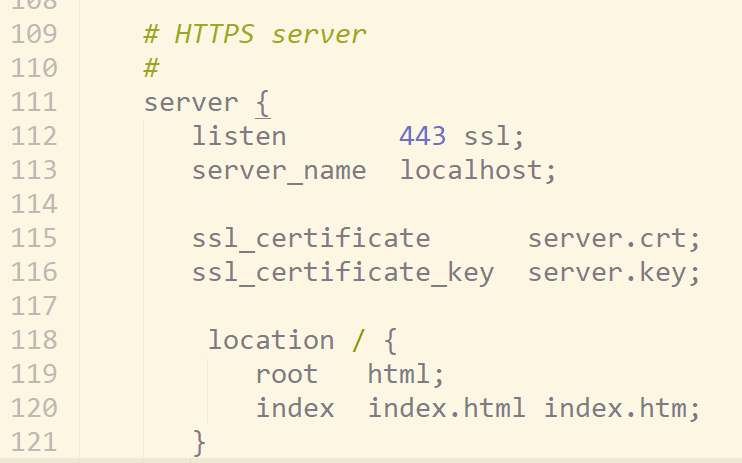 108
109 # HTTPS server
110 #
111 server {
112 listen 443 ssl;
113 server_name localhost;
114
115 ssl_certificate server.crt;
116 ssl_certificate_key server.key;
117
118 location / {
119 root html;
120 index index.html index.htm;
121 }